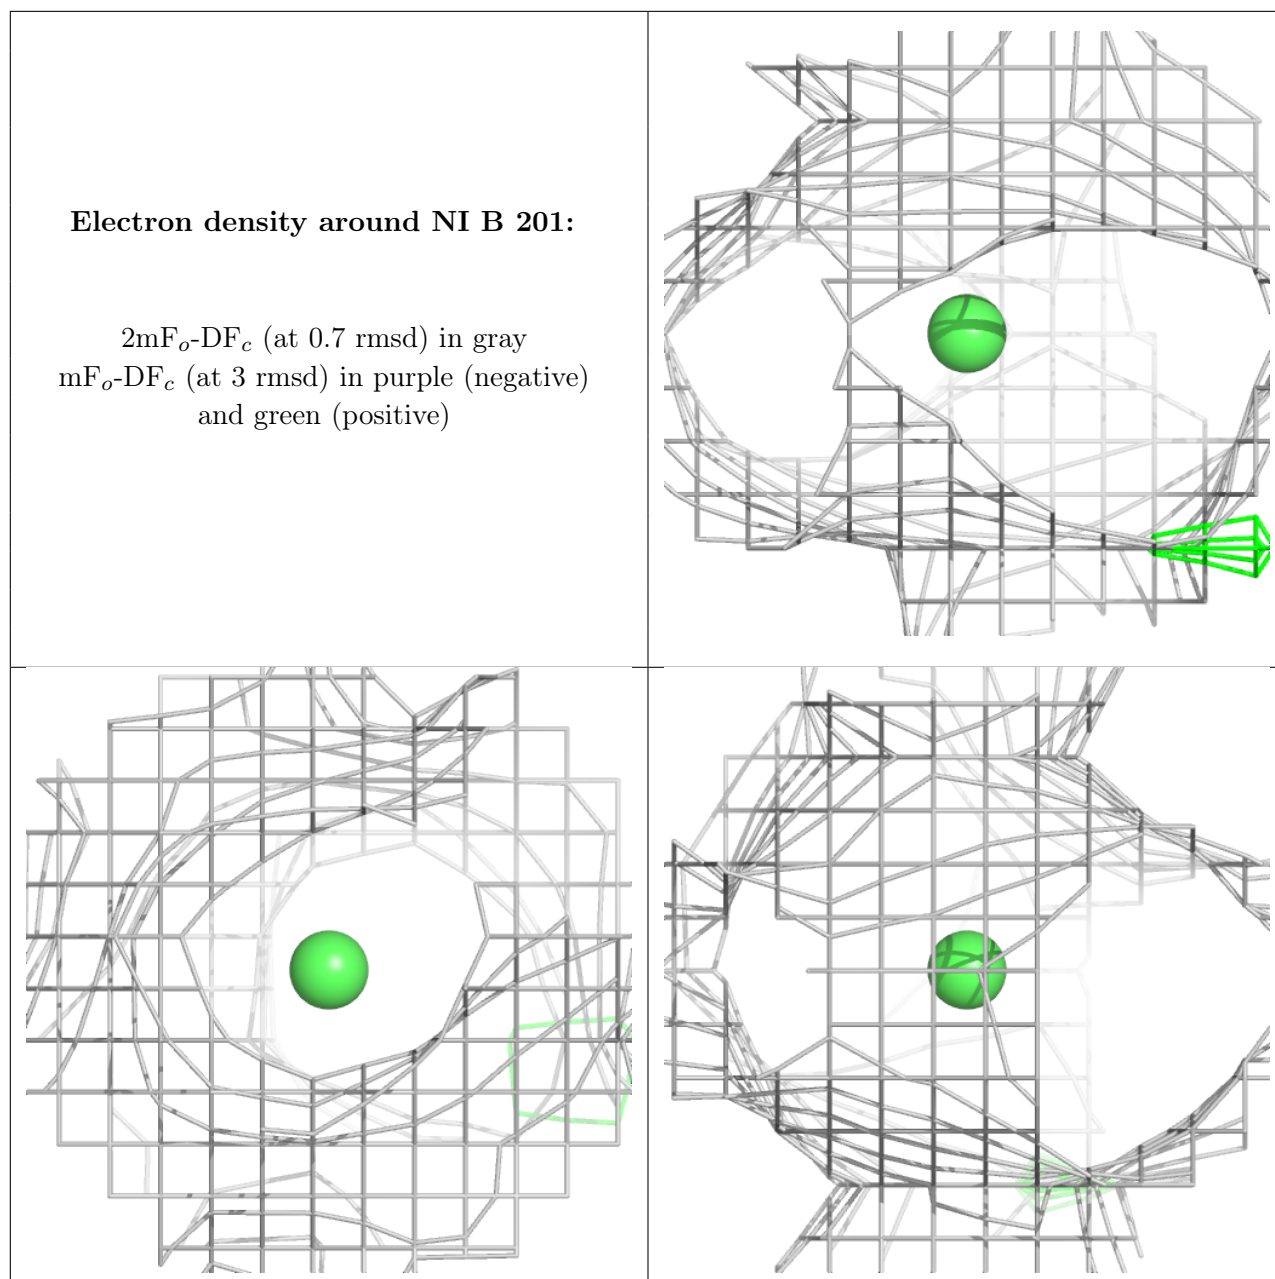 Electron density around NI B 201:
2mFo-DFc (at 0.7 rmsd) in gray
mFo-DFc (at 3 rmsd) in purple (negative)
and green (positive)